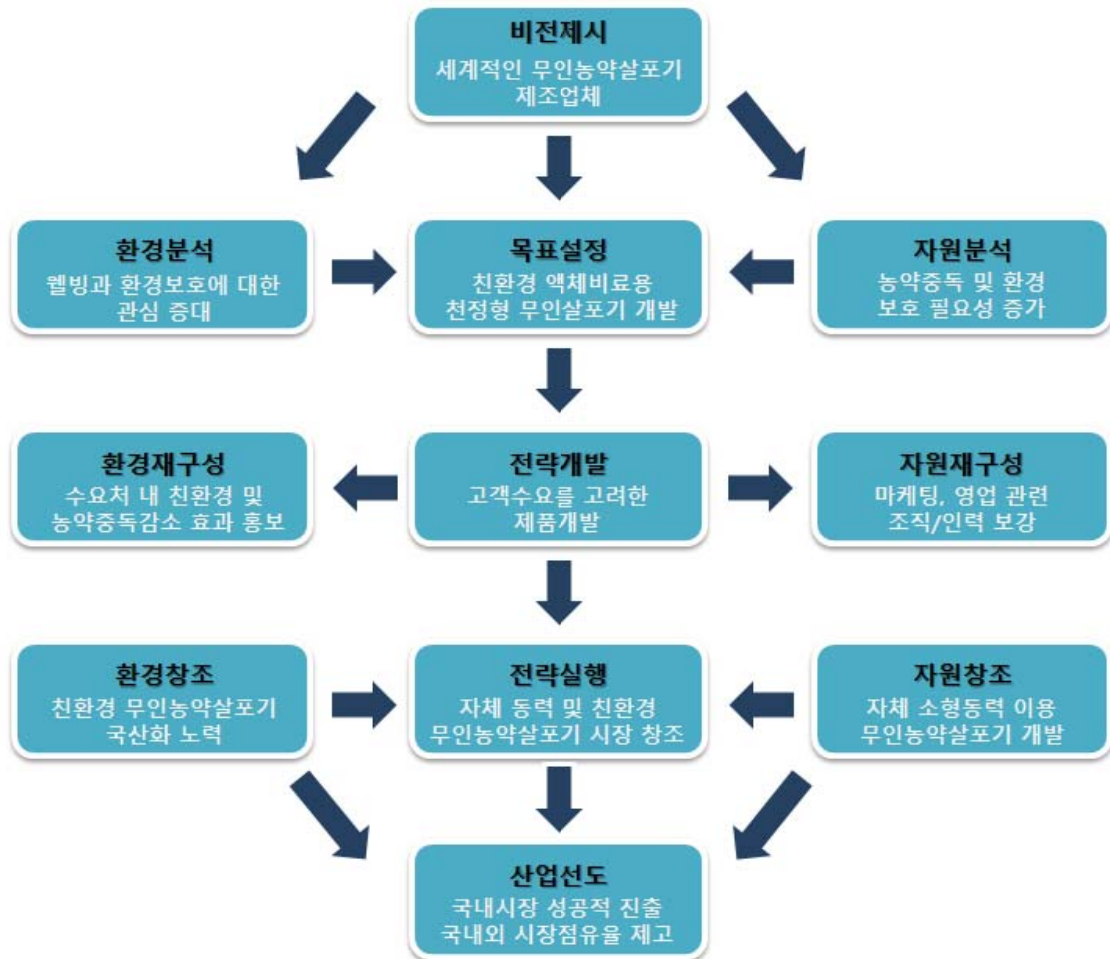 비전제시
세계적인 무인농약살포기
제조업체
환경분석
웰빙과 환경보호에 대한
관심 증대
목표설정
친환경 액체비료용
천정형 무인살포기 개발
자원분석
농약중독 및 환경
보호 필요성 증가
환경재구성
수요처 내 친환경 및
농약중독감소 효과 홍보
전략개발
고객수요를 고려한
제품개발
자원재구성
마케팅, 영업 관련
조직/인력 보강
환경창조
친환경 무인농약살포기
국산화 노력
전략실행
자체 동력 및 친환경
무인농약살포기 시장 창조
자원창조
자체 소형동력 이용
무인농약살포기 개발
산업선도
국내시장 성공적 진출
국내외 시장점유율 제고